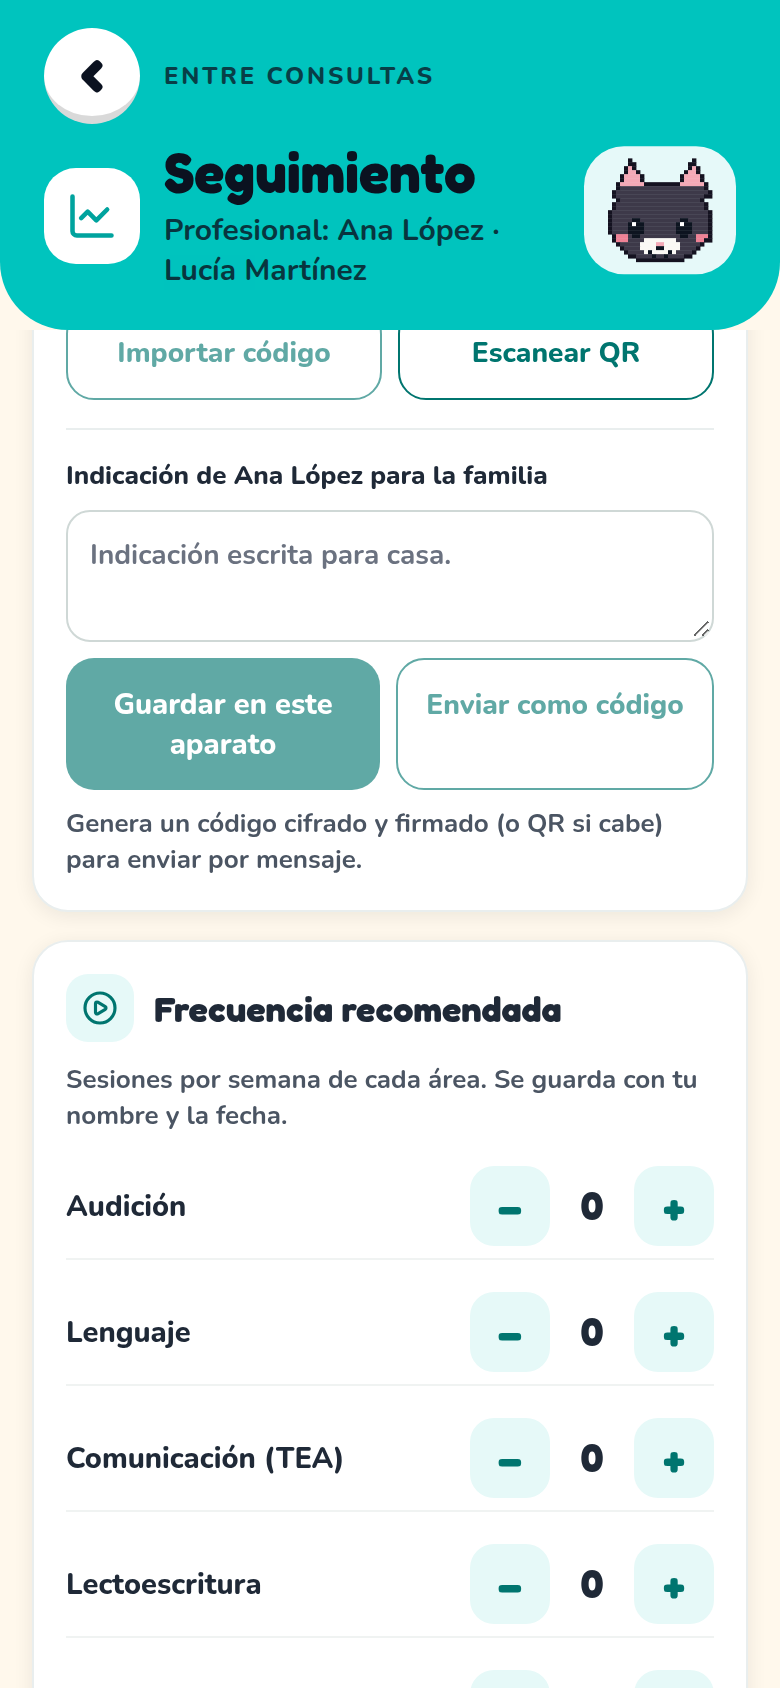 ENTRE CONSULTAS
Seguimiento
Profesional: Ana López ·
Lucía Martínez
Importar código
Escanear QR
Indicación de Ana López para la familia
Indicación escrita para casa.
Guardar en este
aparato
Enviar como código
Genera un código cifrado y firmado (o QR si cabe)
para enviar por mensaje.
Frecuencia recomendada
Sesiones por semana de cada área. Se guarda con tu
nombre y la fecha.
Audición − 0 +
Lenguaje − 0 +
Comunicación (TEA) − 0 +
Lectoescritura − 0 +